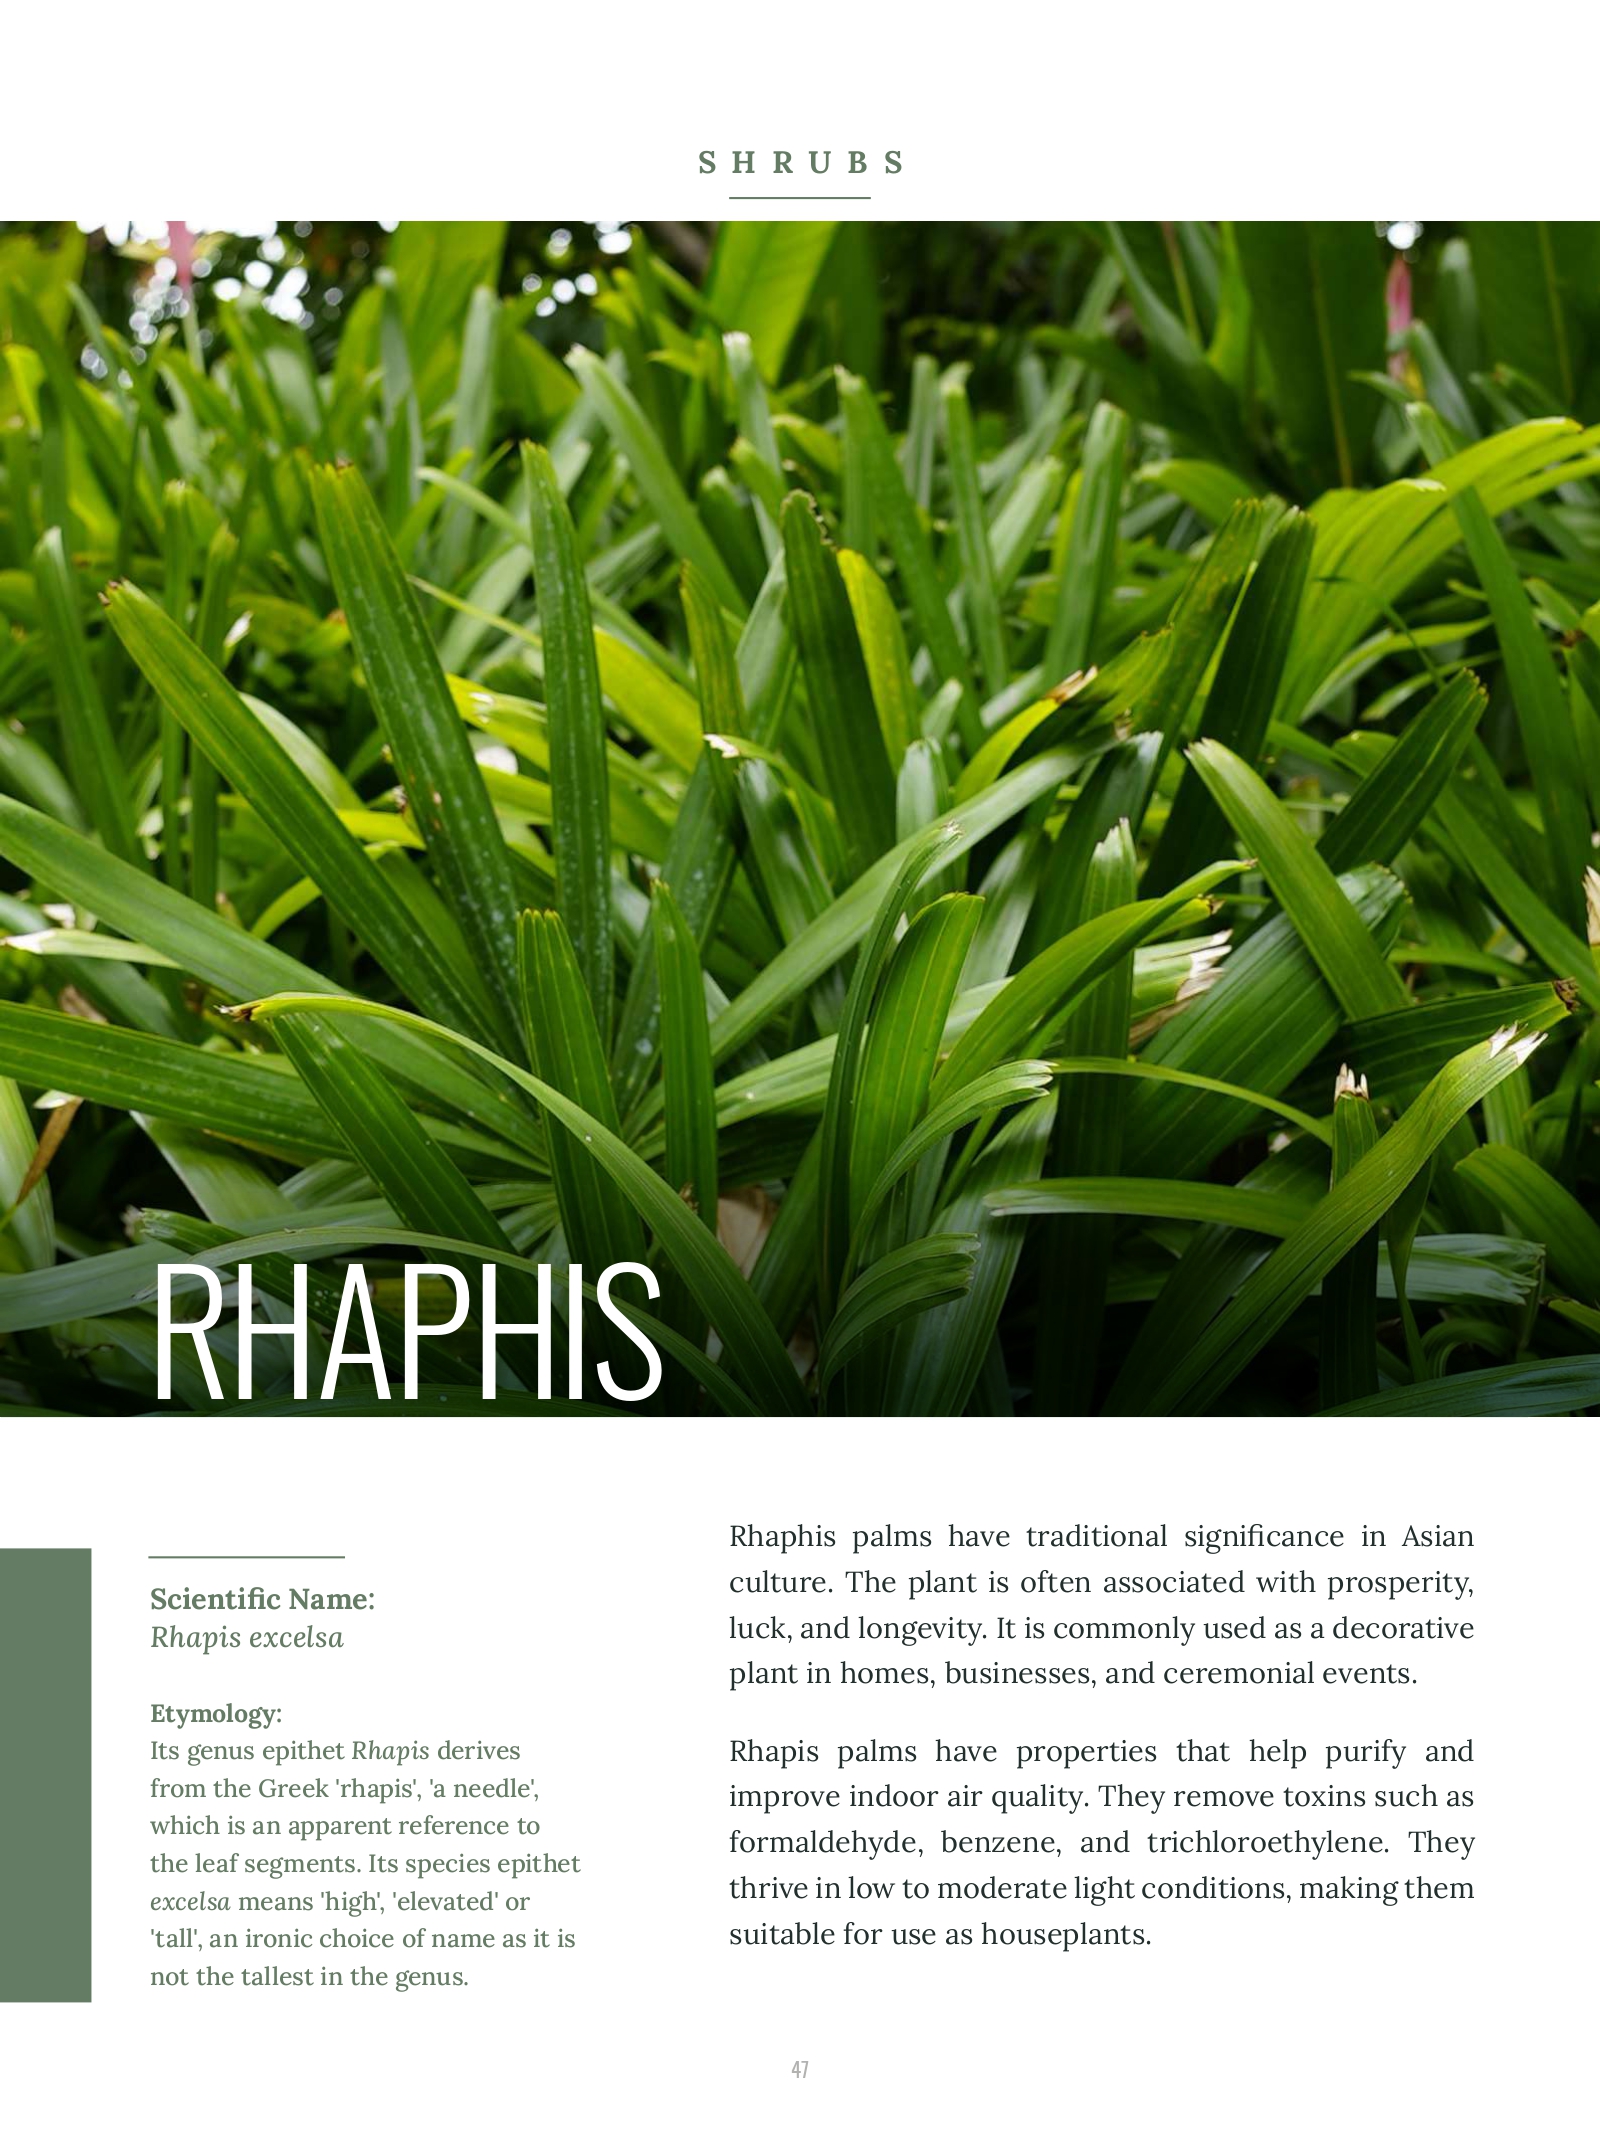 SHRUBS
RHAPHIS
Scientific Name:
Rhapis excelsa
Etymology:
Its genus epithet Rhapis derives
from the Greek 'rhapis', 'a needle',
which is an apparent reference to
the leaf segments. Its species epithet
excelsa means 'high', 'elevated' or
'tall', an ironic choice of name as it is
not the tallest in the genus.
Rhaphis palms have traditional significance in Asian
culture. The plant is often associated with prosperity,
luck, and longevity. It is commonly used as a decorative
plant in homes, businesses, and ceremonial events.
Rhapis palms have properties that help purify and
improve indoor air quality. They remove toxins such as
formaldehyde, benzene, and trichloroethylene. They
thrive in low to moderate light conditions, making them
suitable for use as houseplants.
47